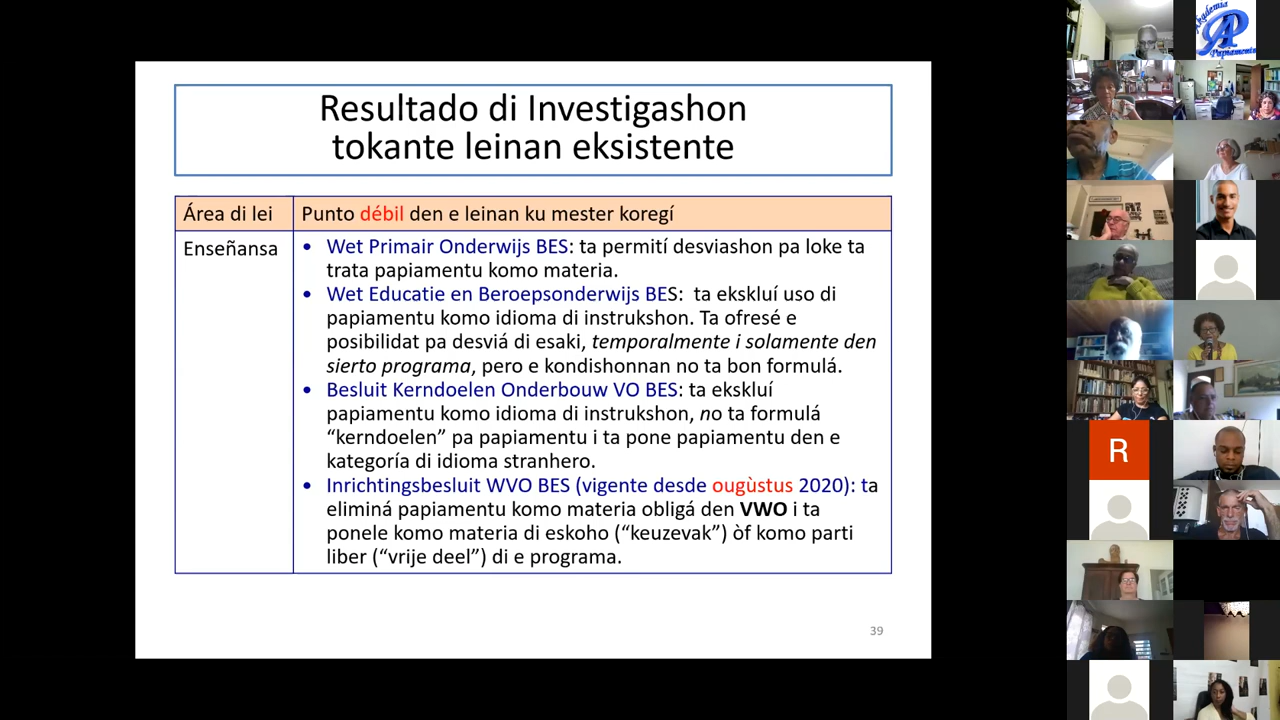 Resultado di Investigashon
tokante leinan eksistente
Área di lei
Punto débil den e leinan ku mester koregí
Enseñansa
• Wet Primair Onderwijs BES: ta permití desviashon pa loke ta
trata papiamentu komo materia.
• Wet Educatie en Beroepsonderwijs BES: ta ekskluí uso di
papiamentu komo idioma di instrukshon. Ta ofresé e
posibilidat pa desviá di esaki, temporalmente i solamente den
sierto programa, pero e kondishonnan no ta bon formulá.
• Besluit Kerndoelen Onderbouw VO BES: ta ekskluí
papiamentu komo idioma di instrukshon, no ta formulá
“kerndoelen” pa papiamentu i ta pone papiamentu den e
kategoría di idioma stranhero.
• Inrichtingsbesluit WVO BES (vigente desde ougùstus 2020): ta
eliminá papiamentu komo materia obligá den VWO i ta
ponele komo materia di eskoho (“keuzevak”) òf komo parti
liber (“vrije deel”) di e programa.
39
Akademia
Papiamentu
R